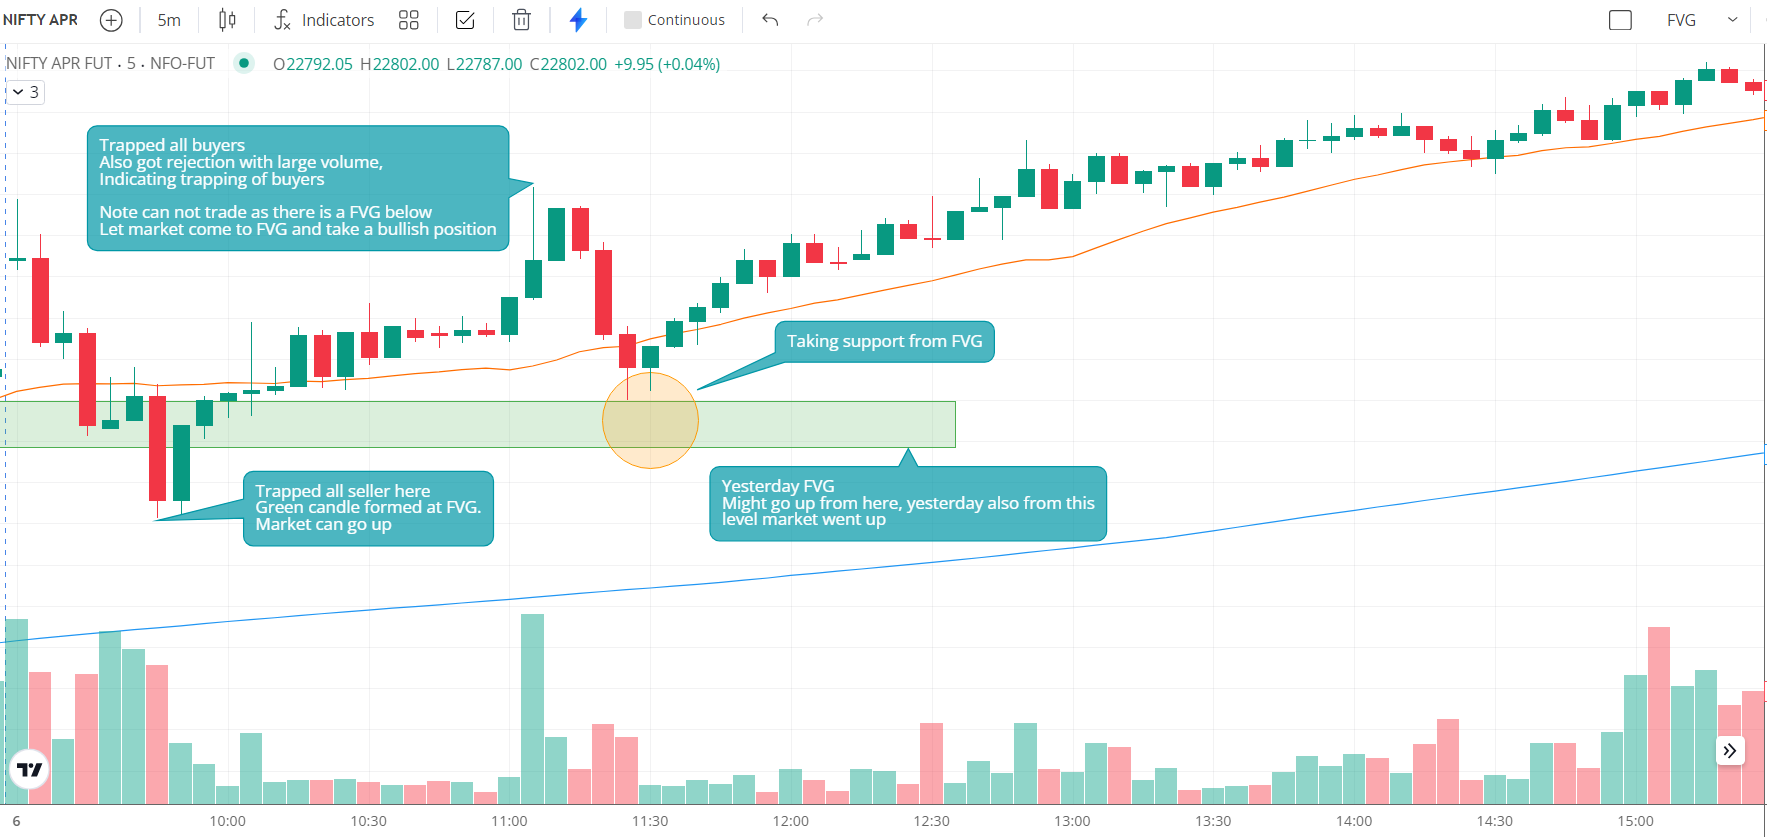 NIFTY APR
5m
Indicators
Continuous
FVG
NIFTY APR FUT · 5 · NFO-FUT
O22792.05 H22802.00 L22787.00 C22802.00 +9.95 (+0.04%)
3
Trapped all buyers
Also got rejection with large volume,
Indicating trapping of buyers
Note can not trade as there is a FVG below
Let market come to FVG and take a bullish position
Taking support from FVG
Trapped all seller here
Green candle formed at FVG.
Market can go up
Yesterday FVG
Might go up from here, yesterday also from this
level market went up
6 10:00 10:30 11:00 11:30 12:00 12:30 13:00 13:30 14:00 14:30 15:00